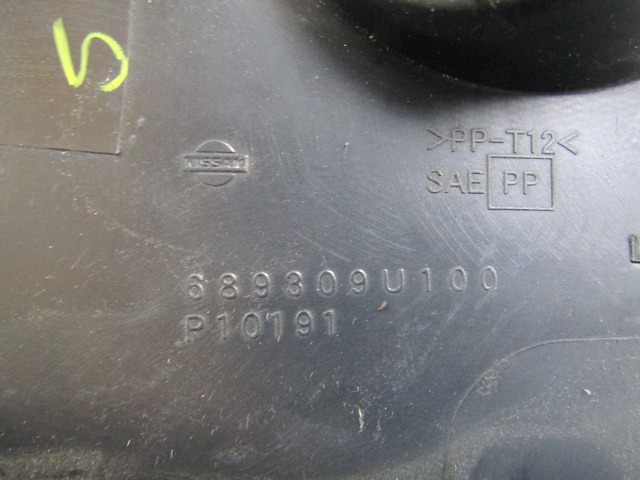 5
>PP-T12<
NISSAN
SAE PP
689309U100
P10191
L